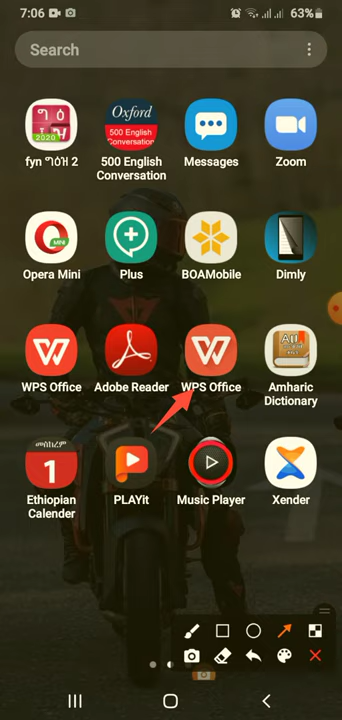 7:06
63%
Search
2020
fyn
2
Oxford
500 English
Conversation
500 English
Conversation
Messages
Zoom
MINI
Opera Mini
Plus
BOAMobile
Dimly
WPS Office
Adobe Reader
WPS Office
Amharic
Dictionary
መስከረም
1
Ethiopian
Calender
PLAYit
Music Player
Xender